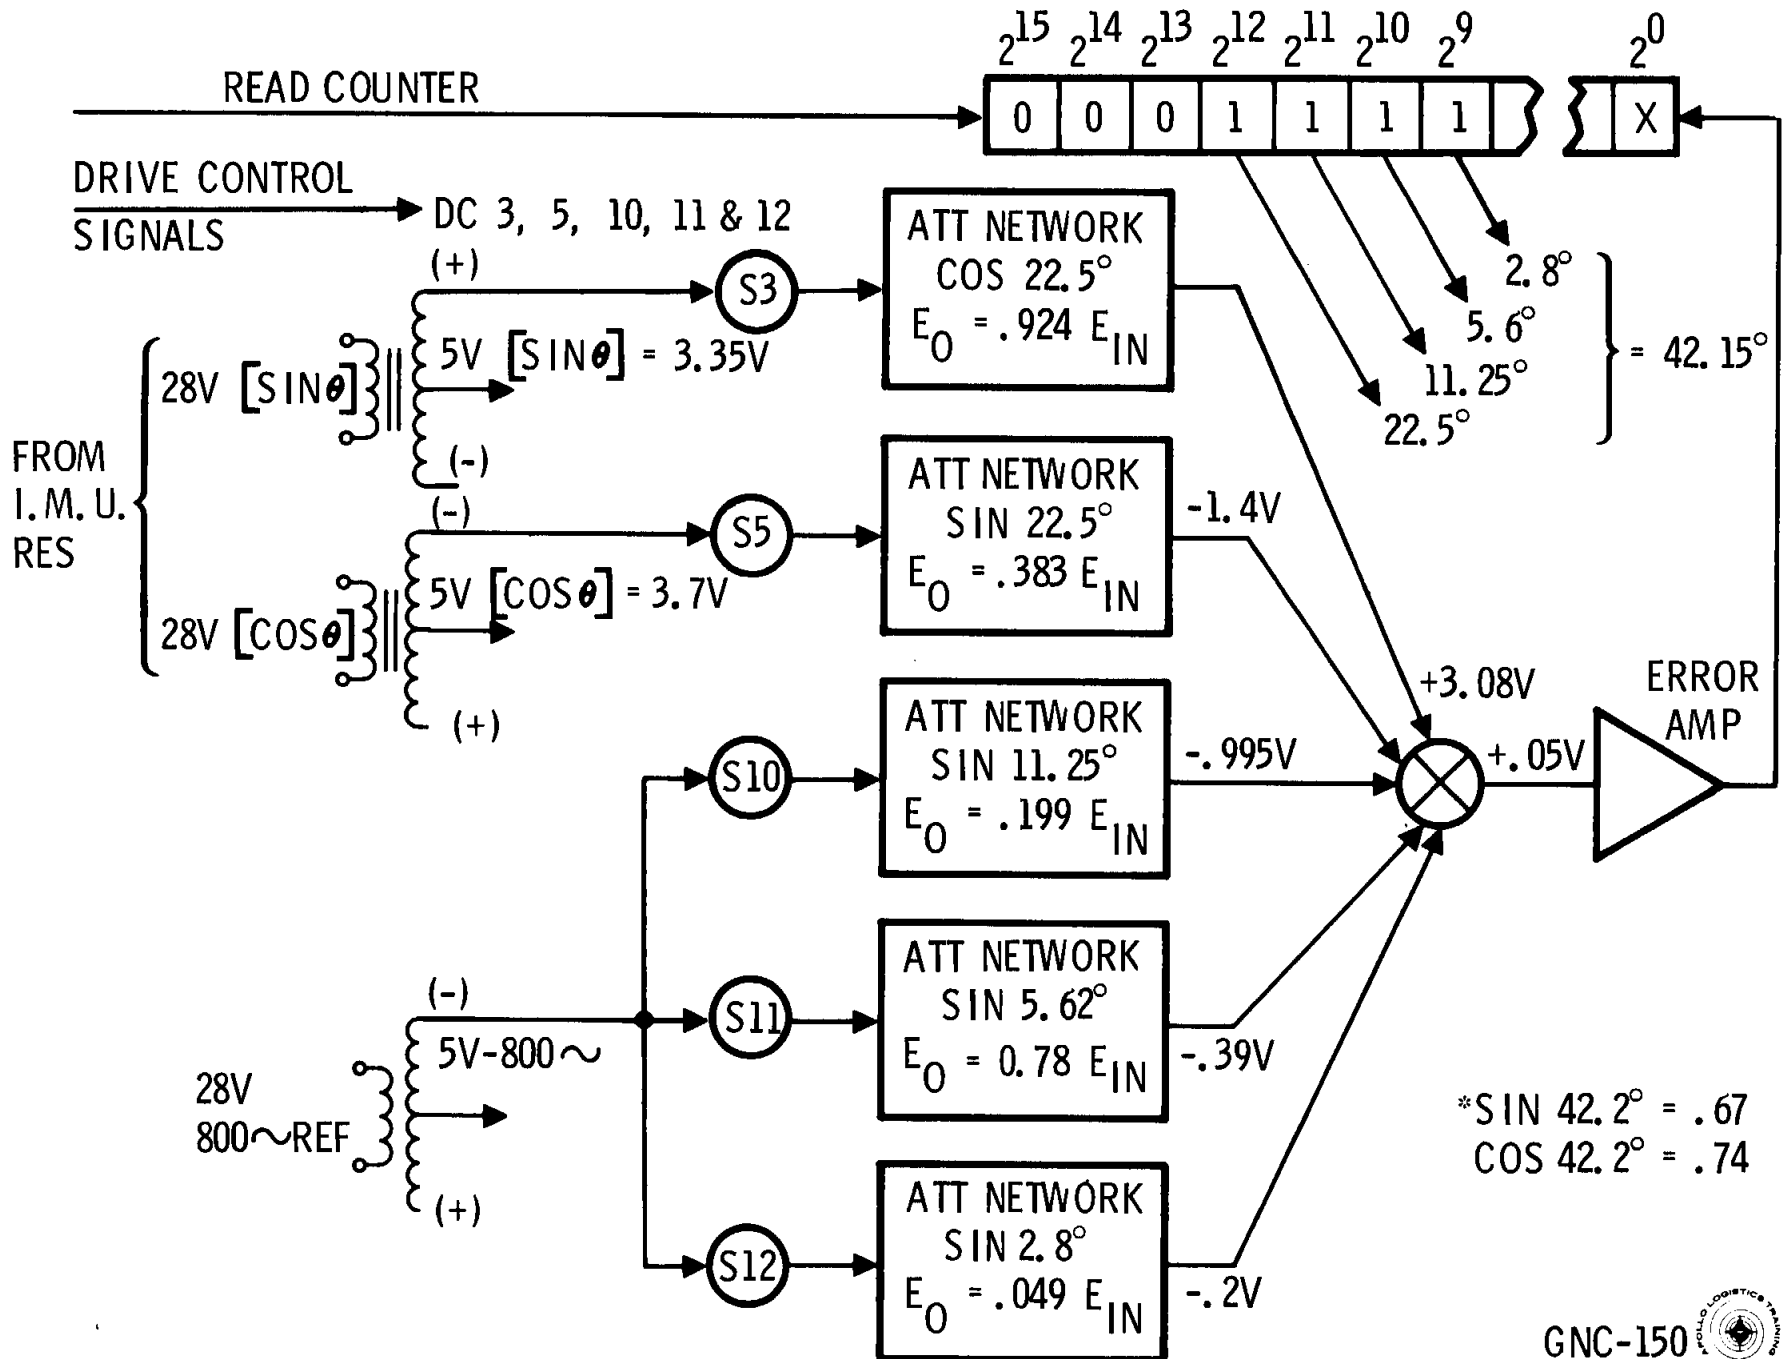 2^15 2^14 2^13 2^12 2^11 2^10 2^9 2^0
READ COUNTER
0 0 0 1 1 1 1 X
DRIVE CONTROL
SIGNALS
DC 3, 5, 10, 11 & 12
(+)
S3
ATT NETWORK
COS 22.5°
E_O = .924 E_IN
2.8°
5.6°
11.25°
22.5°
= 42.15°
28V [SIN θ]
5V [SIN θ] = 3.35V
(-)
FROM
I.M.U.
RES
(-)
S5
ATT NETWORK
SIN 22.5°
E_O = .383 E_IN
-1.4V
28V [COS θ]
5V [COS θ] = 3.7V
(+)
S10
ATT NETWORK
SIN 11.25°
E_O = .199 E_IN
-.995V
+3.08V
+.05V
ERROR
AMP
(-)
5V-800~
28V
800~REF
(+)
S11
ATT NETWORK
SIN 5.62°
E_O = 0.78 E_IN
-.39V
S12
ATT NETWORK
SIN 2.8°
E_O = .049 E_IN
-.2V
*SIN 42.2° = .67
COS 42.2° = .74
GNC-150
APOLLO LOGISTICS TRAINING